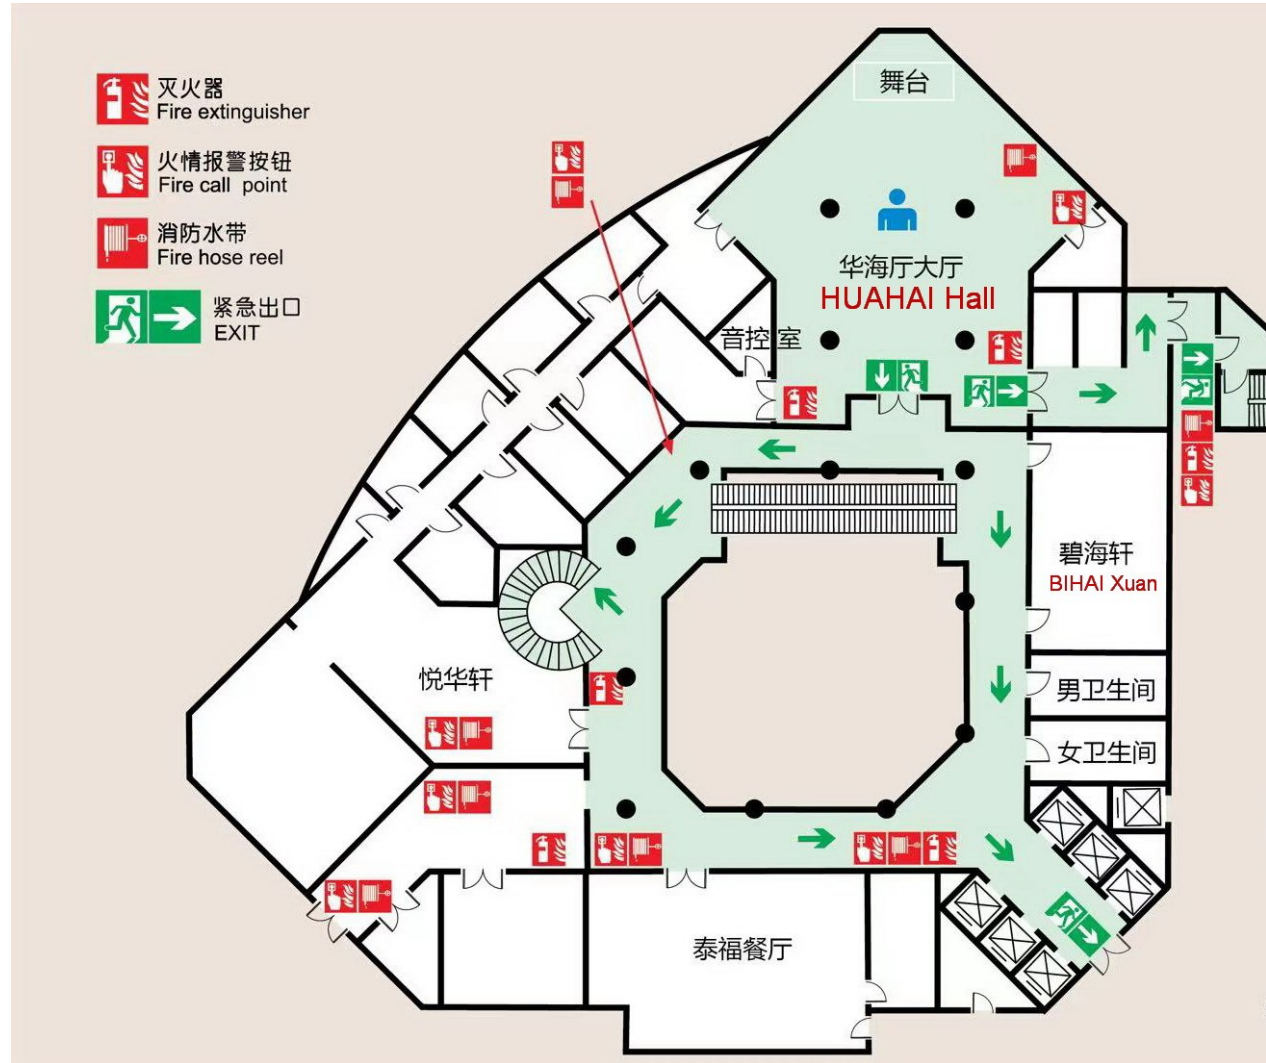 灭火器
Fire extinguisher
火情报警按钮
Fire call point
消防水带
Fire hose reel
紧急出口
EXIT
舞台
华海厅大厅
HUAHAI Hall
音控室
碧海轩
BIHAI Xuan
悦华轩
男卫生间
女卫生间
泰福餐厅